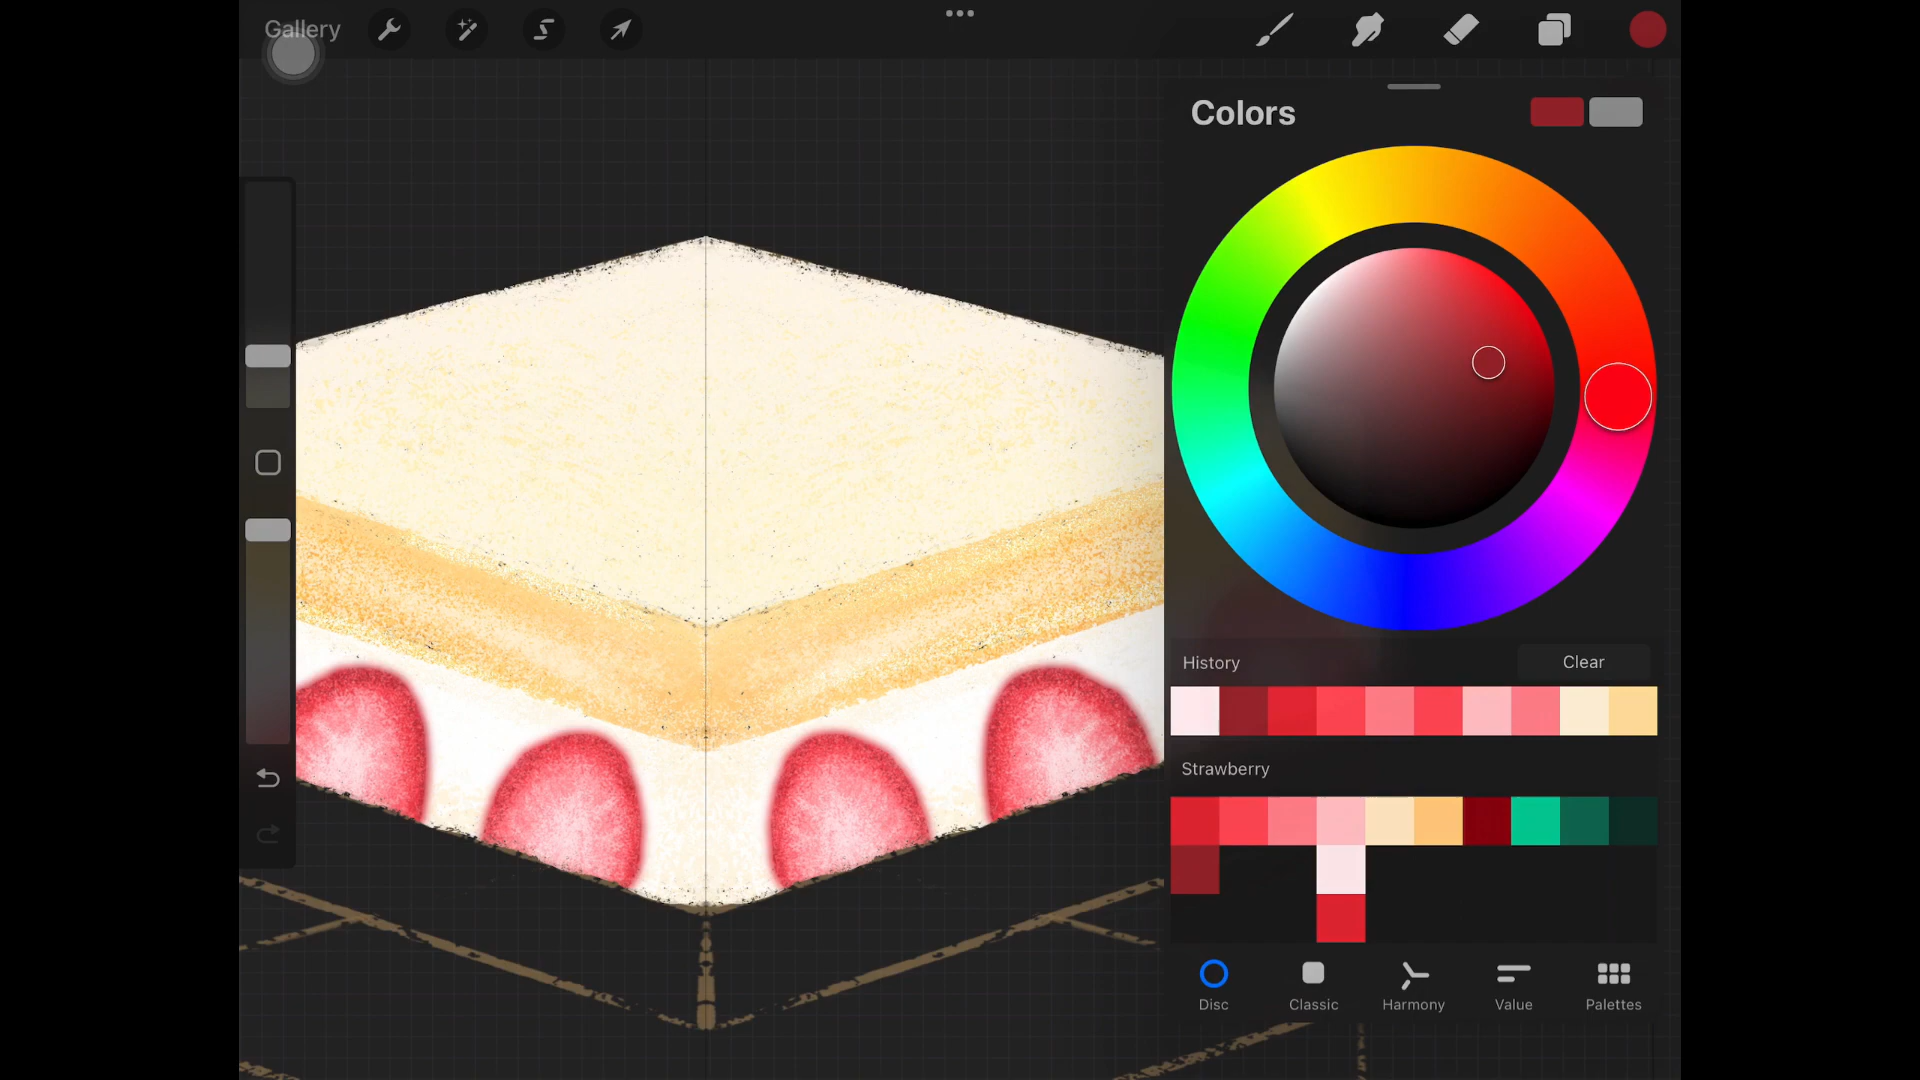 Gallery
Colors
History
Clear
Strawberry
Disc
Classic
Harmony
Value
Palettes